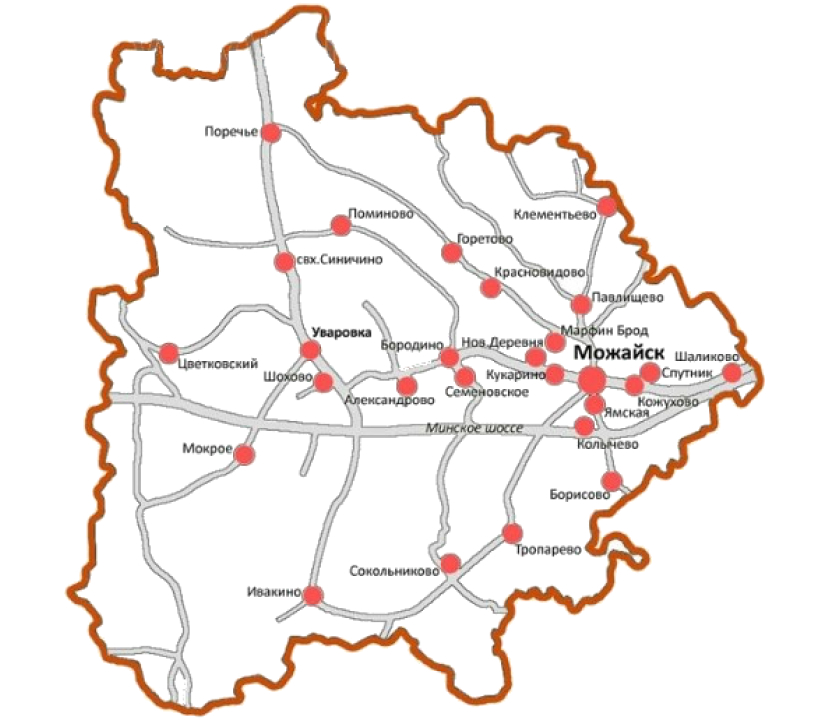 Поречье
Поминово
Клементьево
Горетово
свх.Синичино
Красновидово
Павлищево
Уваровка
Марфин Брод
Бородино
Нов.Деревня
Можайск
Шаликово
Цветковский
Шохово
Кукарино
Спутник
Александрово
Семеновское
Кожухово
Ямская
Минское шоссе
Колычево
Мокрое
Борисово
Тропарево
Сокольниково
Ивакино